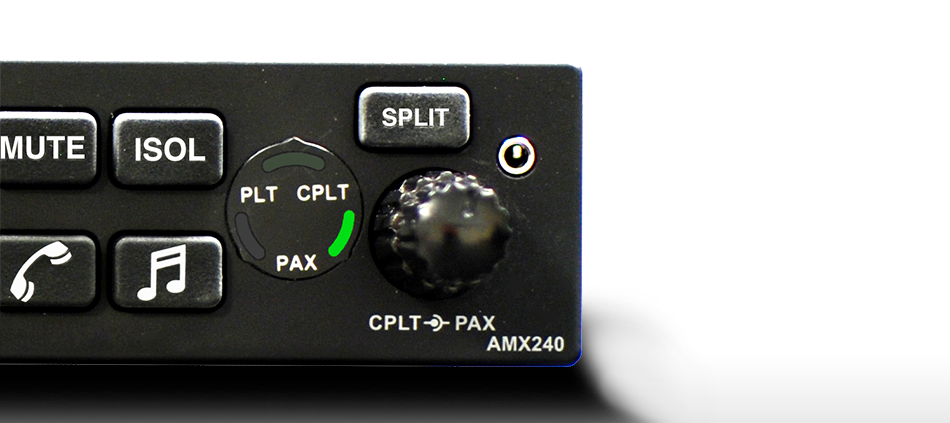 SPLIT
MUTE ISOL
PLT CPLT
PAX
CPLT PAX
AMX240